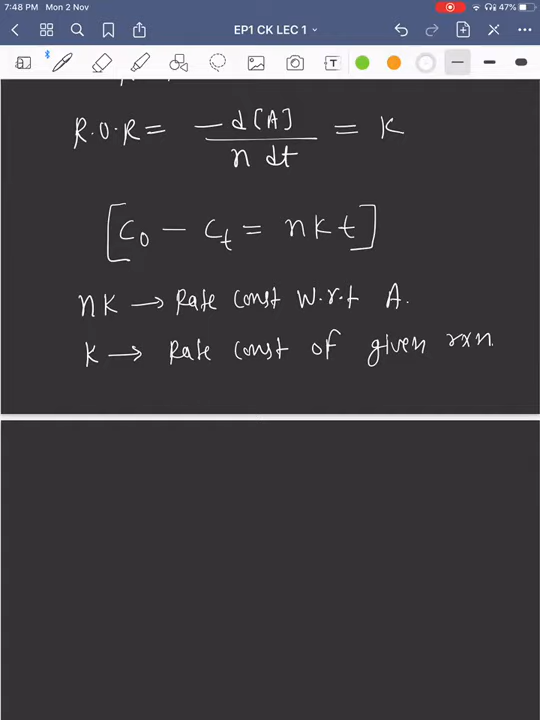 7:48 PM Mon 2 Nov 47%
EP1 CK LEC 1
R.O.R = -d[A] / n dt = K
[C₀ - Cₜ = nkt]
nK → Rate const w.r.t A.
K → Rate const of given rxn.